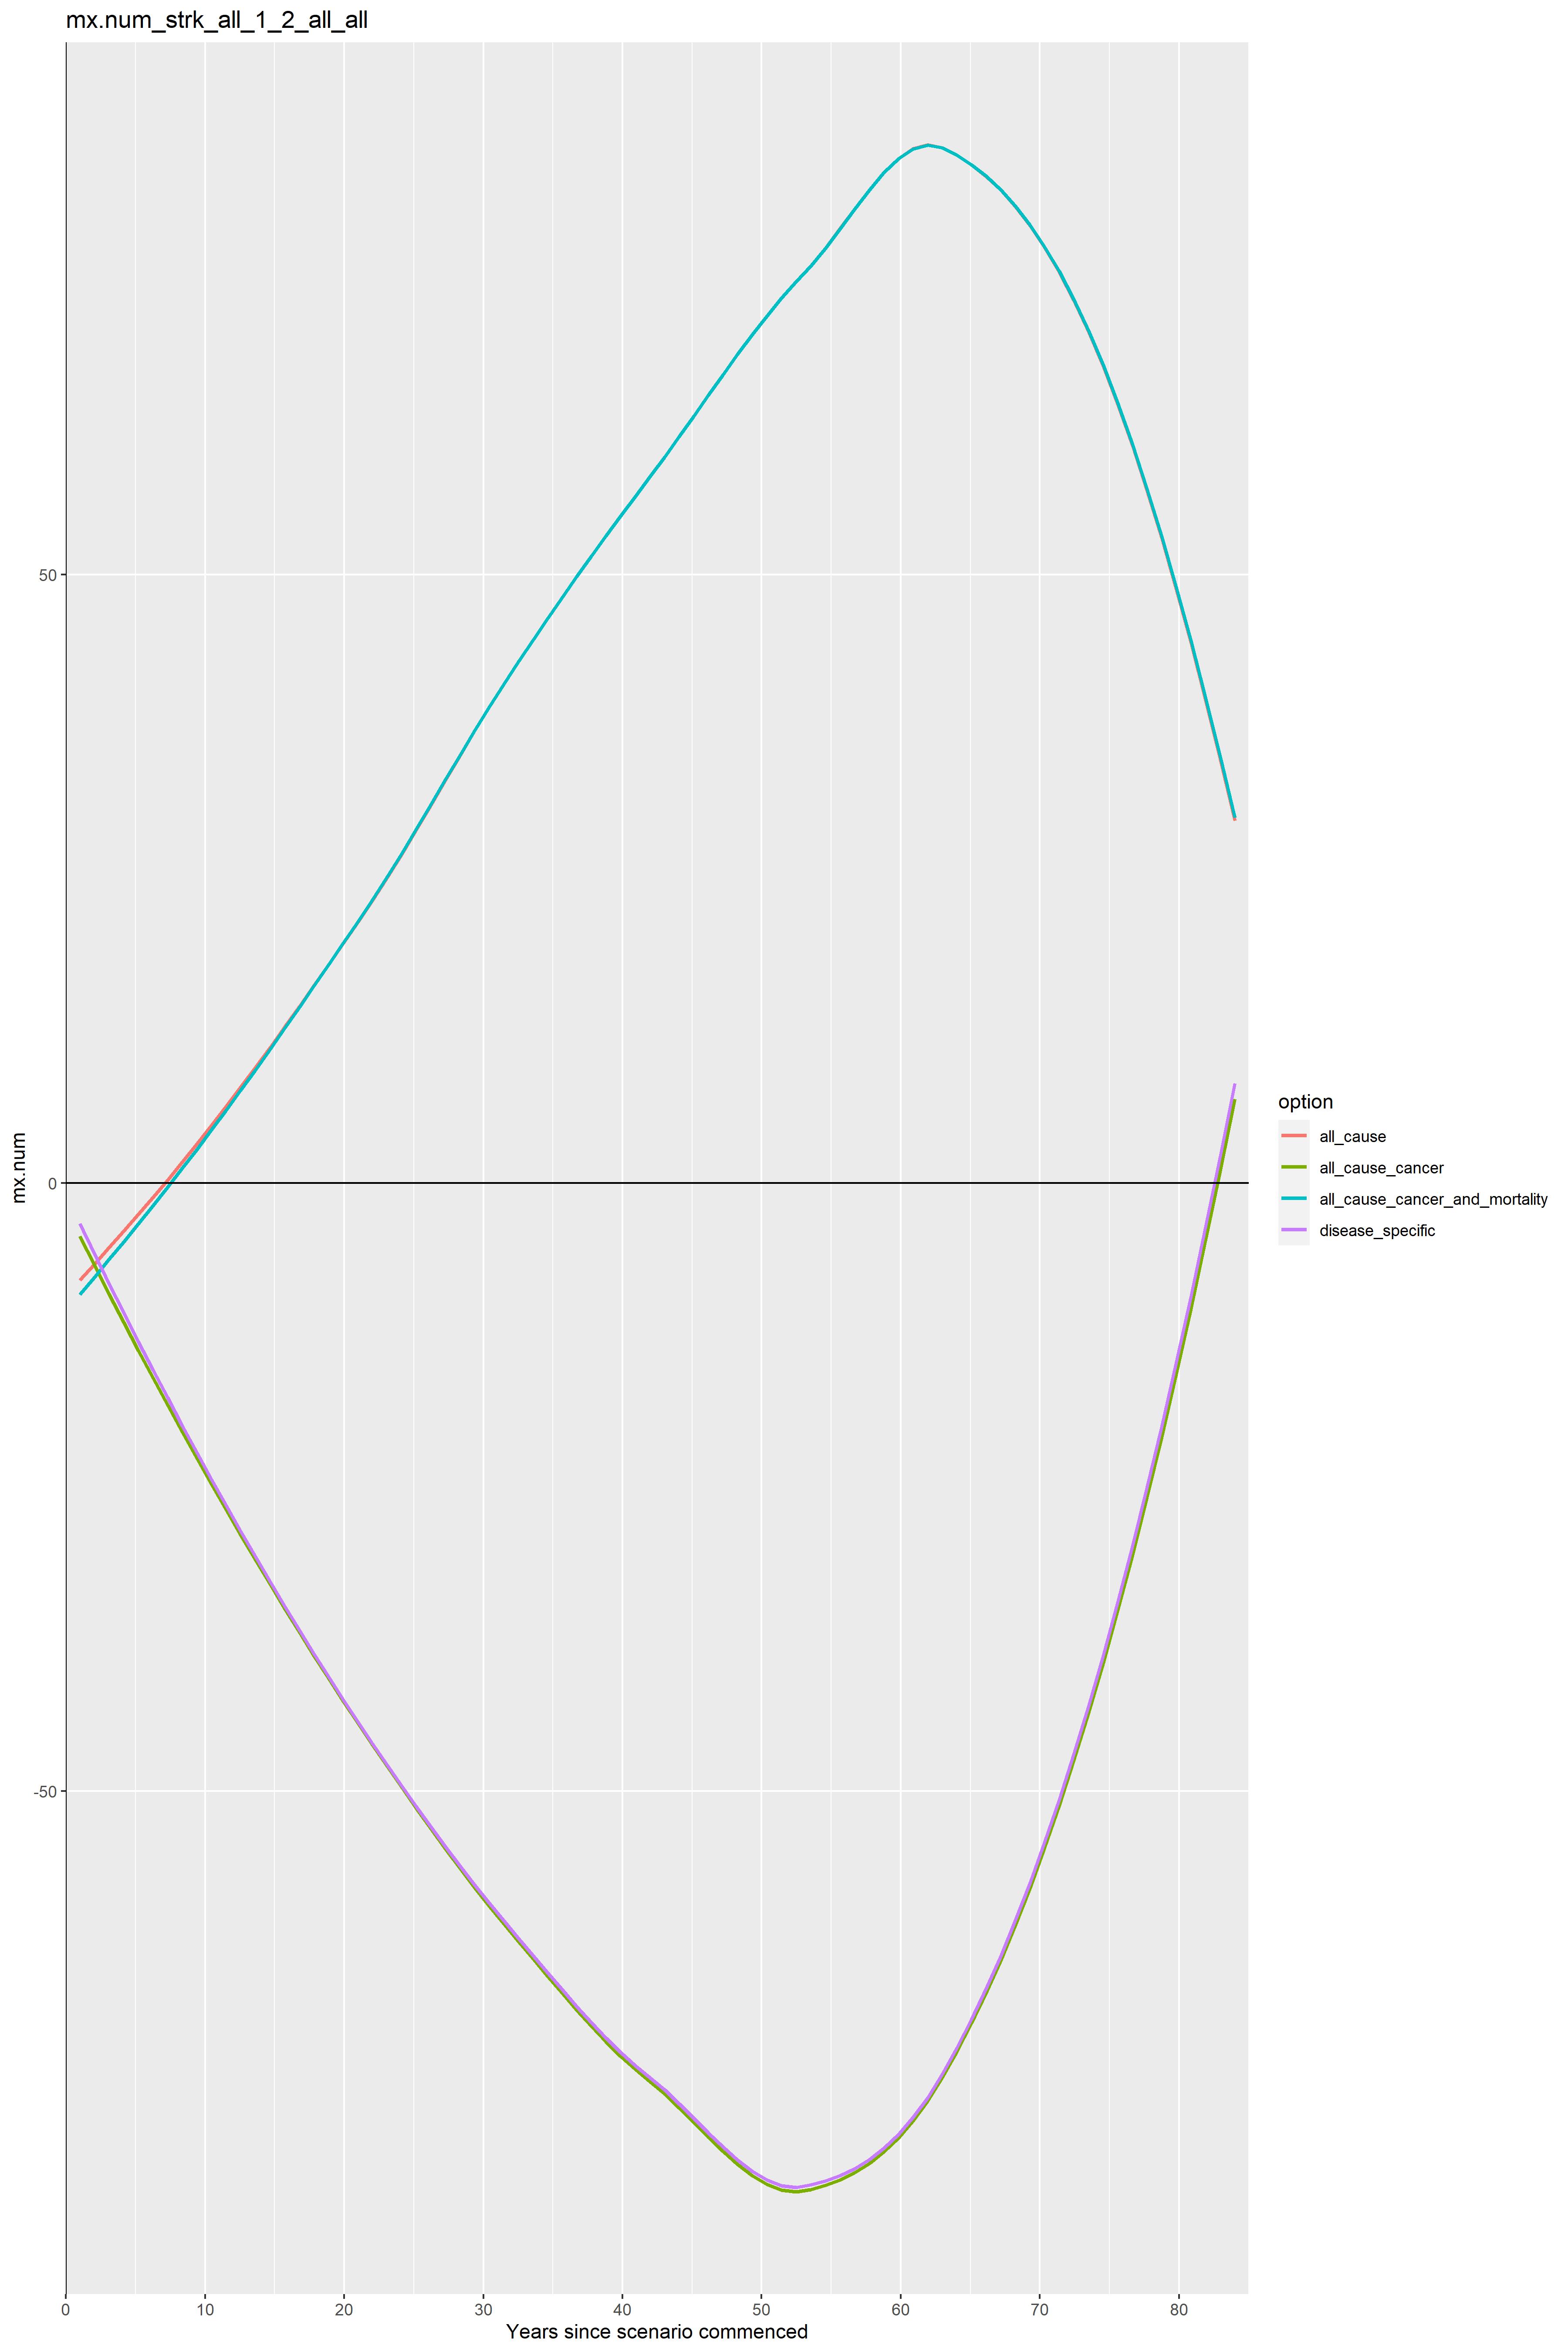 mx.num_strk_all_1_2_all_all
mx.num
50
0
-50
0 10 20 30 40 50 60 70 80
Years since scenario commenced
option
all_cause
all_cause_cancer
all_cause_cancer_and_mortality
disease_specific